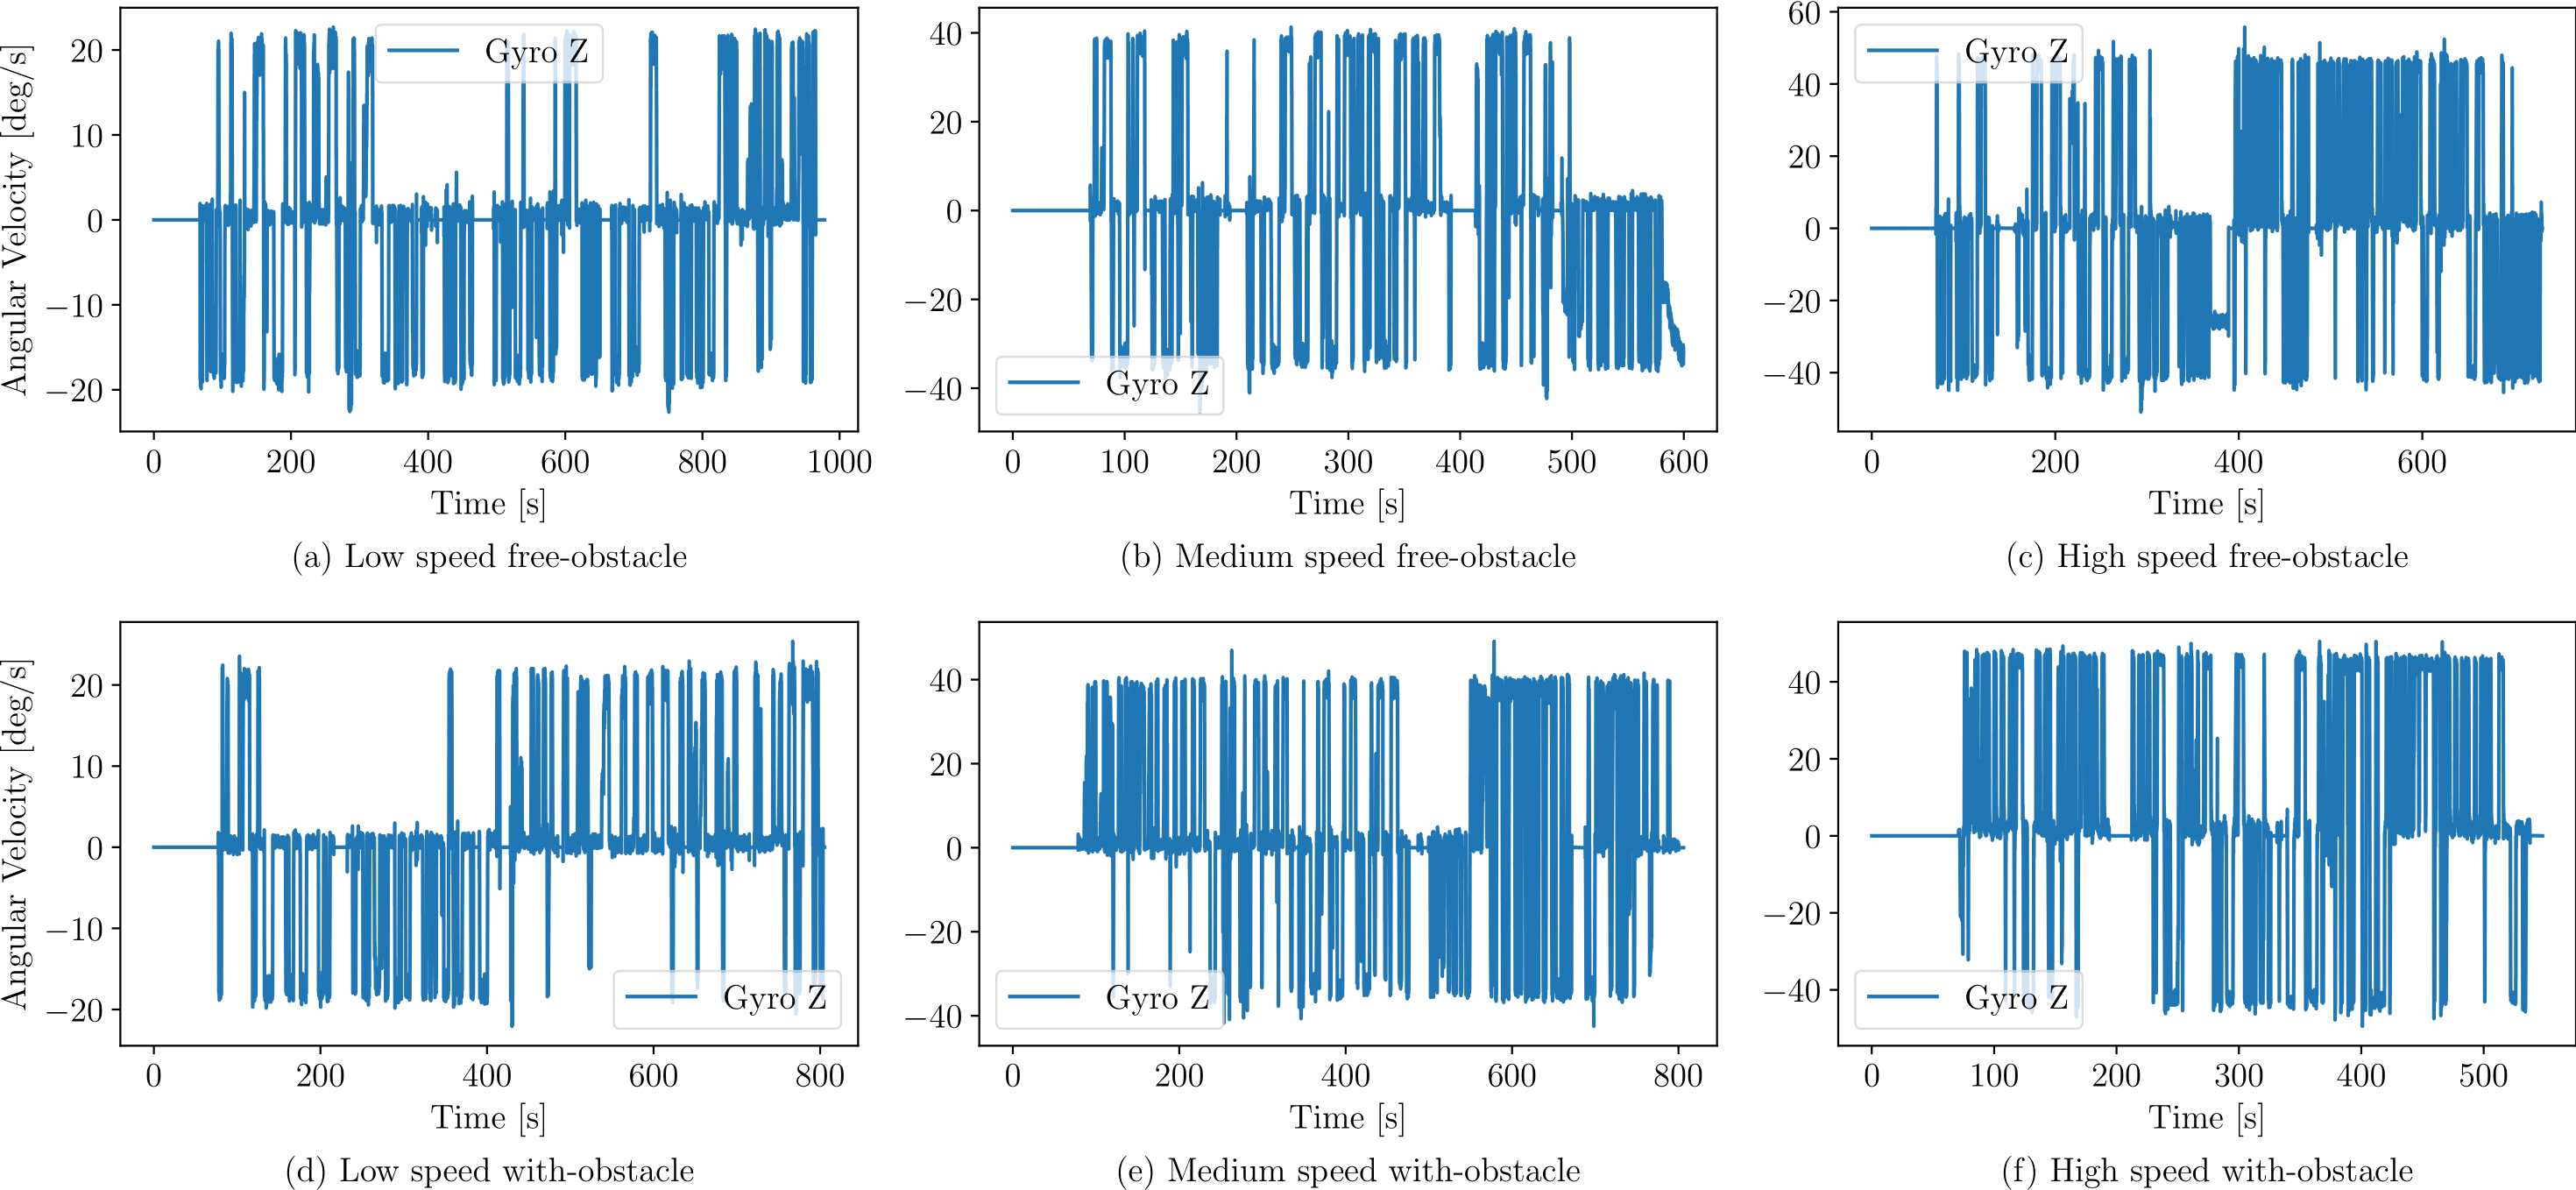 Angular Velocity [deg/s]
20
10
0
−10
−20
Gyro Z
0 200 400 600 800 1000
Time [s]
(a) Low speed free-obstacle
40
20
0
−20
−40
Gyro Z
0 100 200 300 400 500 600
Time [s]
(b) Medium speed free-obstacle
60
40
20
0
−20
−40
Gyro Z
0 200 400 600
Time [s]
(c) High speed free-obstacle
Angular Velocity [deg/s]
20
10
0
−10
−20
Gyro Z
0 200 400 600 800
Time [s]
(d) Low speed with-obstacle
40
20
0
−20
−40
Gyro Z
0 200 400 600 800
Time [s]
(e) Medium speed with-obstacle
40
20
0
−20
−40
Gyro Z
0 100 200 300 400 500
Time [s]
(f) High speed with-obstacle